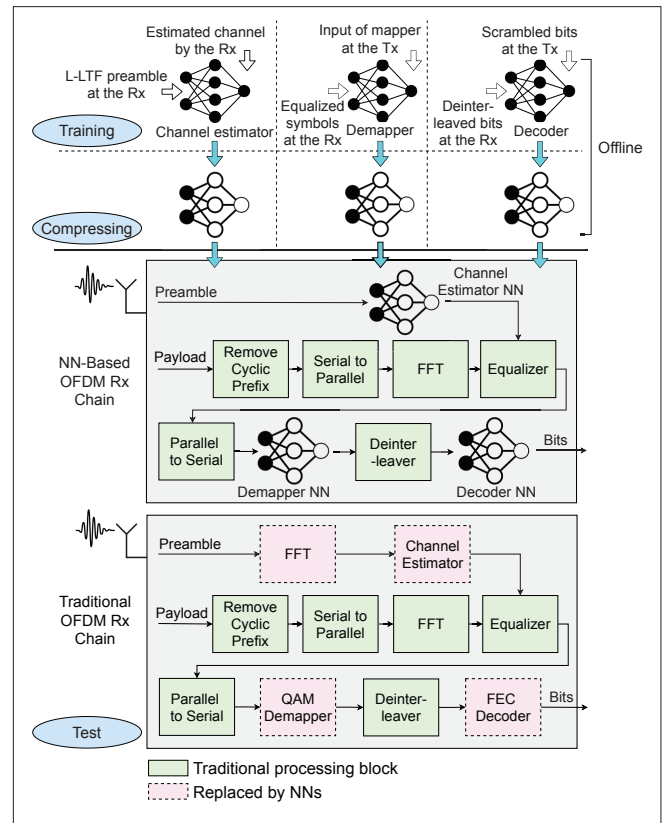 Estimated channel
by the Rx
Input of mapper
at the Tx
Scrambled bits
at the Tx
L-LTF preamble
at the Rx
Equalized
symbols
at the Rx
Deinter-
leaved bits
at the Rx
Training
Channel estimator
Demapper
Decoder
Offline
Compressing
Preamble
Channel
Estimator NN
NN-Based
OFDM Rx
Chain
Payload
Remove
Cyclic
Prefix
Serial to
Parallel
FFT
Equalizer
Parallel
to Serial
Demapper NN
Deinter
-leaver
Decoder NN
Bits
Preamble
FFT
Channel
Estimator
Traditional
OFDM Rx
Chain
Payload
Remove
Cyclic
Prefix
Serial to
Parallel
FFT
Equalizer
Parallel
to Serial
QAM
Demapper
Deinter-
leaver
FEC
Decoder
Bits
Test
Traditional processing block
Replaced by NNs